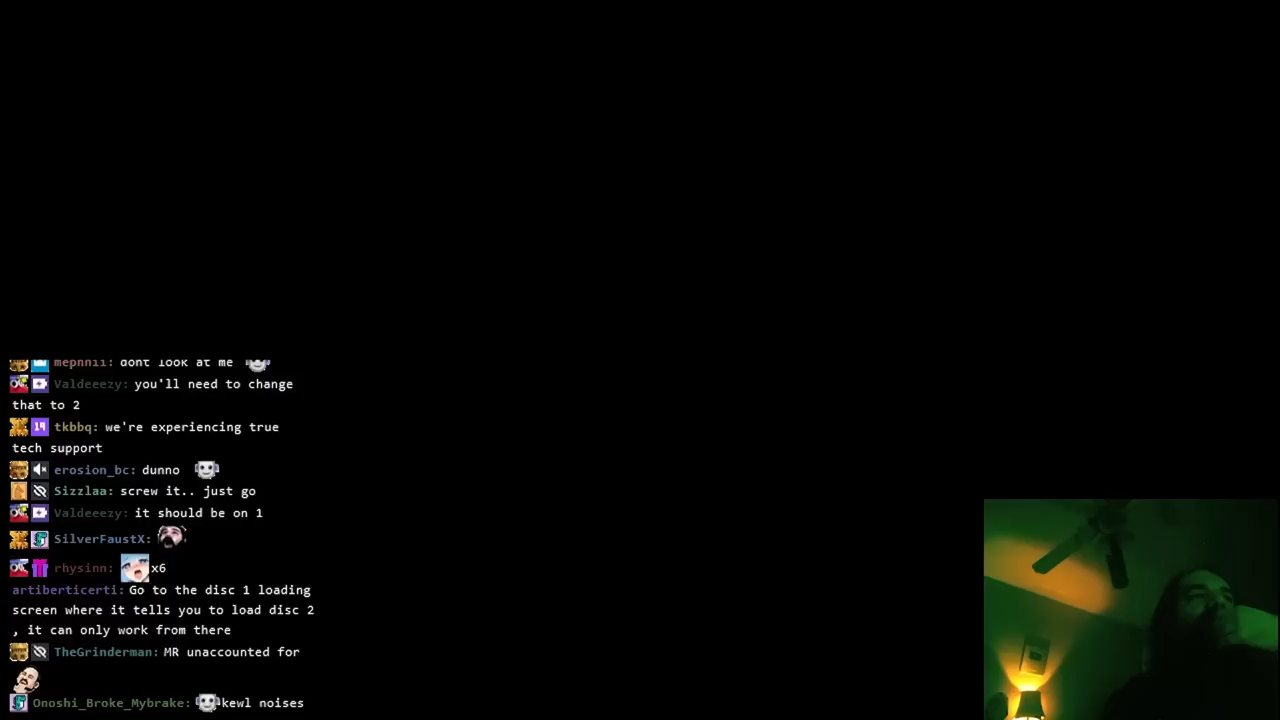 mephhii: dont look at me
Valdeeezy: you'll need to change
that to 2
19 tkbbq: we're experiencing true
tech support
erosion_bc: dunno
Sizzlaa: screw it.. just go
Valdeeezy: it should be on 1
SilverFaustX:
rhysinn: x6
artiberticerti: Go to the disc 1 loading
screen where it tells you to load disc 2
, it can only work from there
TheGrinderman: MR unaccounted for
Onoshi_Broke_Mybrake: kewl noises